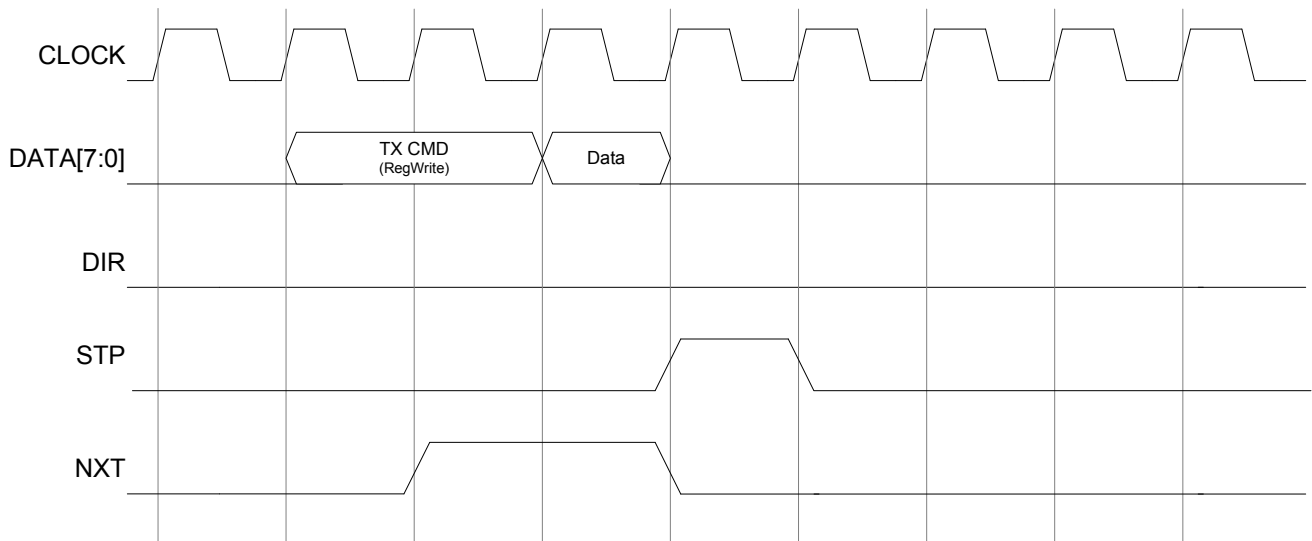 CLOCK
DATA[7:0]
TX CMD
(RegWrite)
Data
DIR
STP
NXT